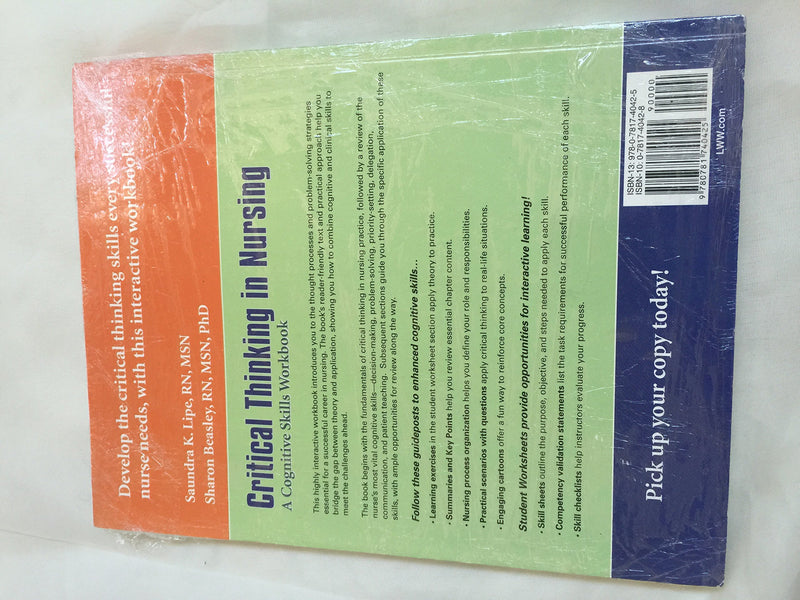 Develop the critical thinking skills every
nurse needs, with this interactive workbook!
Saundra K. Lipe, RN, MSN
Sharon Beasley, RN, MSN, PhD
Critical Thinking in Nursing
A Cognitive Skills Workbook
This highly interactive workbook introduces you to the thought processes and problem-solving strategies
essential for a successful career in nursing. The book's reader-friendly text and practical approach help you
bridge the gap between theory and application, showing you how to combine cognitive and clinical skills to
meet the challenges ahead.
The book begins with the fundamentals of critical thinking in nursing practice, followed by a review of the
nurse's most vital cognitive skills—decision-making, problem-solving, priority-setting, delegation,
communication, and patient teaching. Subsequent sections guide you through the specific application of these
skills, with ample opportunities for review along the way.
Follow these guideposts to enhanced cognitive skills...
• Learning exercises in the student worksheet section apply theory to practice.
• Summaries and Key Points help you review essential chapter content.
• Nursing process organization helps you define your role and responsibilities.
• Practical scenarios with questions apply critical thinking to real-life situations.
• Engaging cartoons offer a fun way to reinforce core concepts.
Student Worksheets provide opportunities for interactive learning!
• Skill sheets outline the purpose, objective, and steps needed to apply each skill.
• Competency validation statements list the task requirements for successful performance of each skill.
• Skill checklists help instructors evaluate your progress.
Pick up your copy today!
ISBN-13: 978-0-7817-4042-5
ISBN-10: 0-7817-4042-8
90000
9 780781 740425
LWW.com